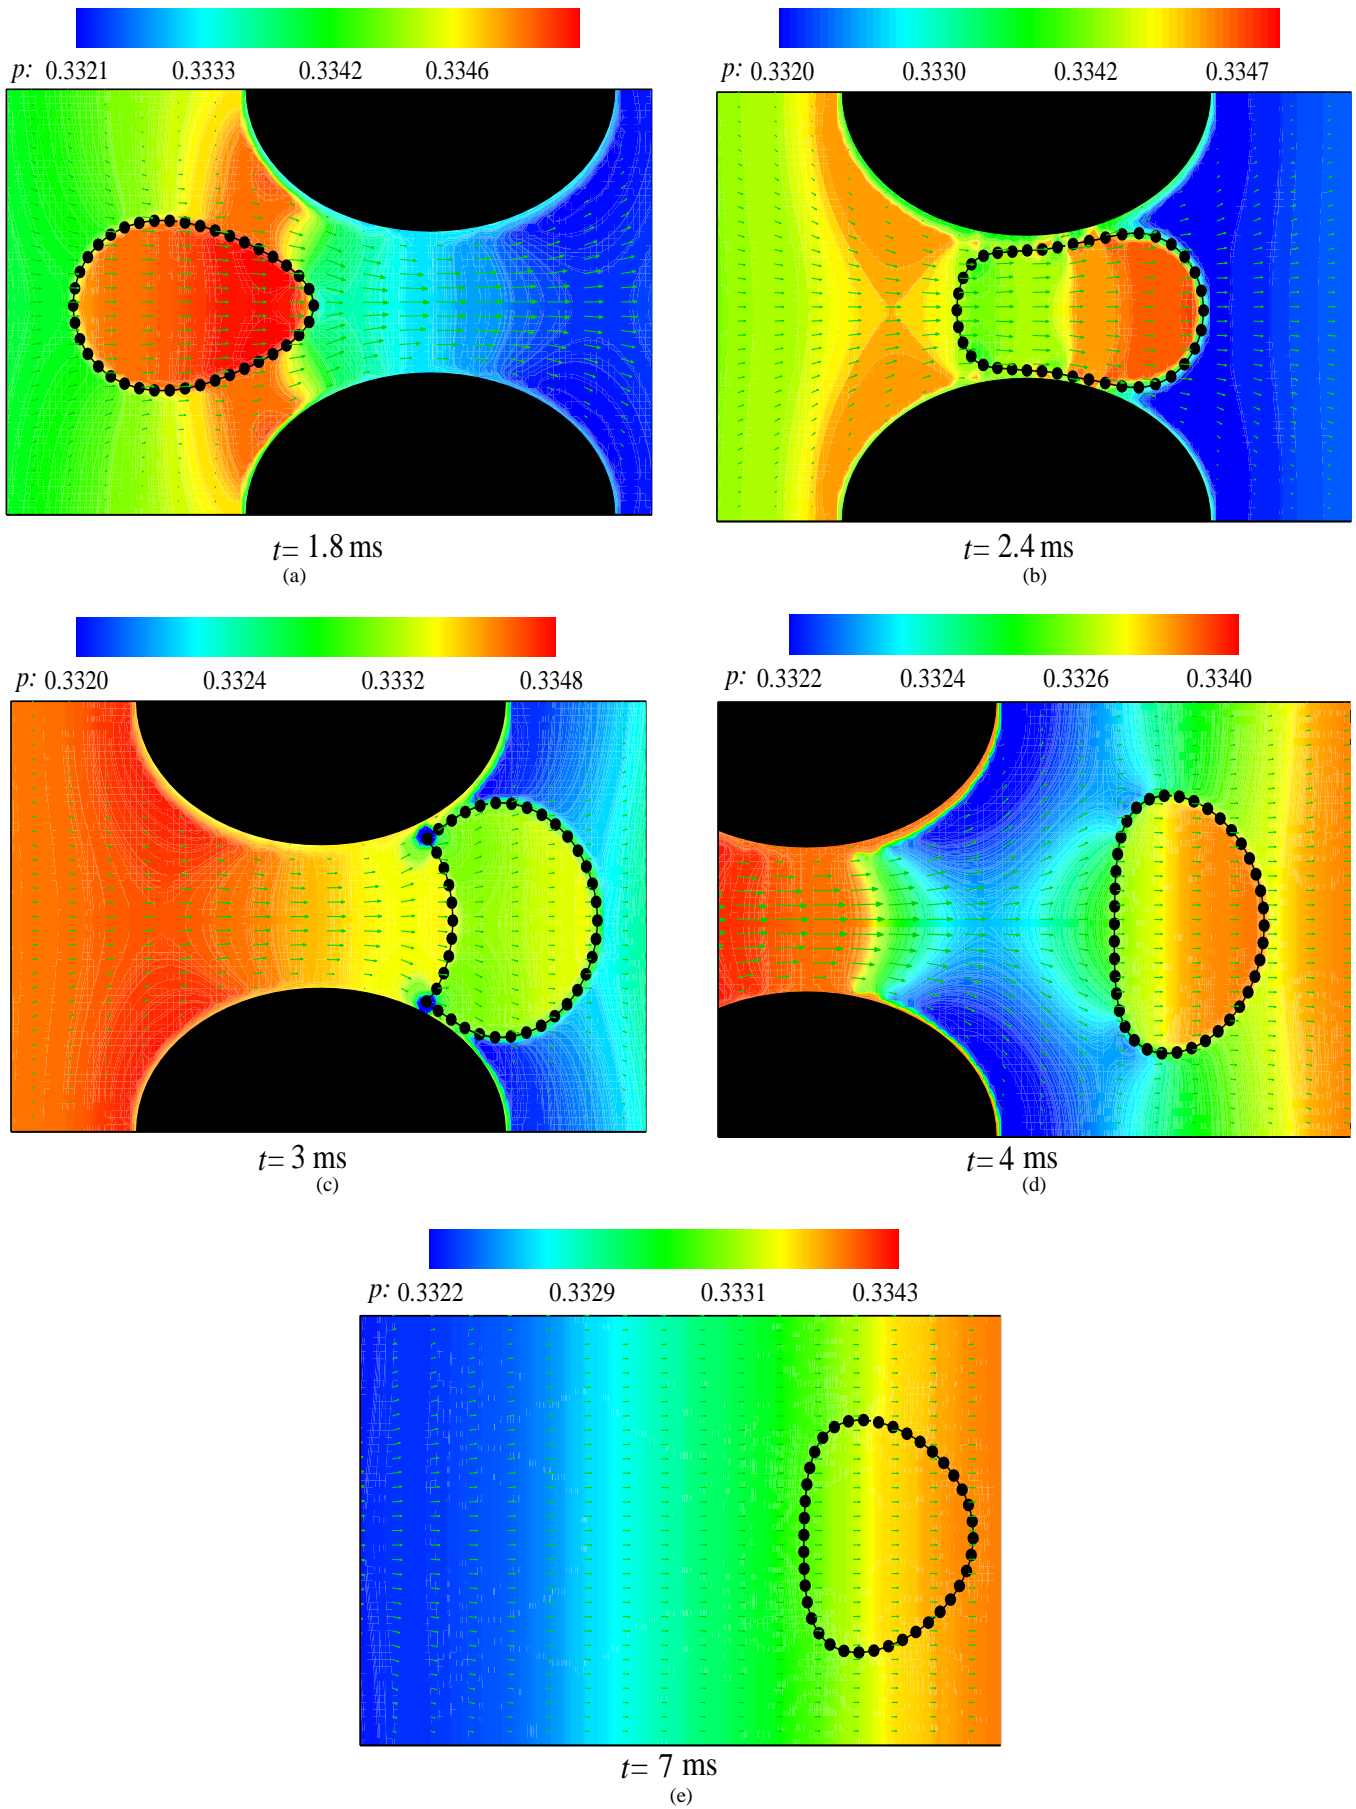 p: 0.3321 0.3333 0.3342 0.3346
p: 0.3320 0.3330 0.3342 0.3347
t= 1.8 ms
(a)
t= 2.4 ms
(b)
p: 0.3320 0.3324 0.3332 0.3348
p: 0.3322 0.3324 0.3326 0.3340
t= 3 ms
(c)
t= 4 ms
(d)
p: 0.3322 0.3329 0.3331 0.3343
t= 7 ms
(e)